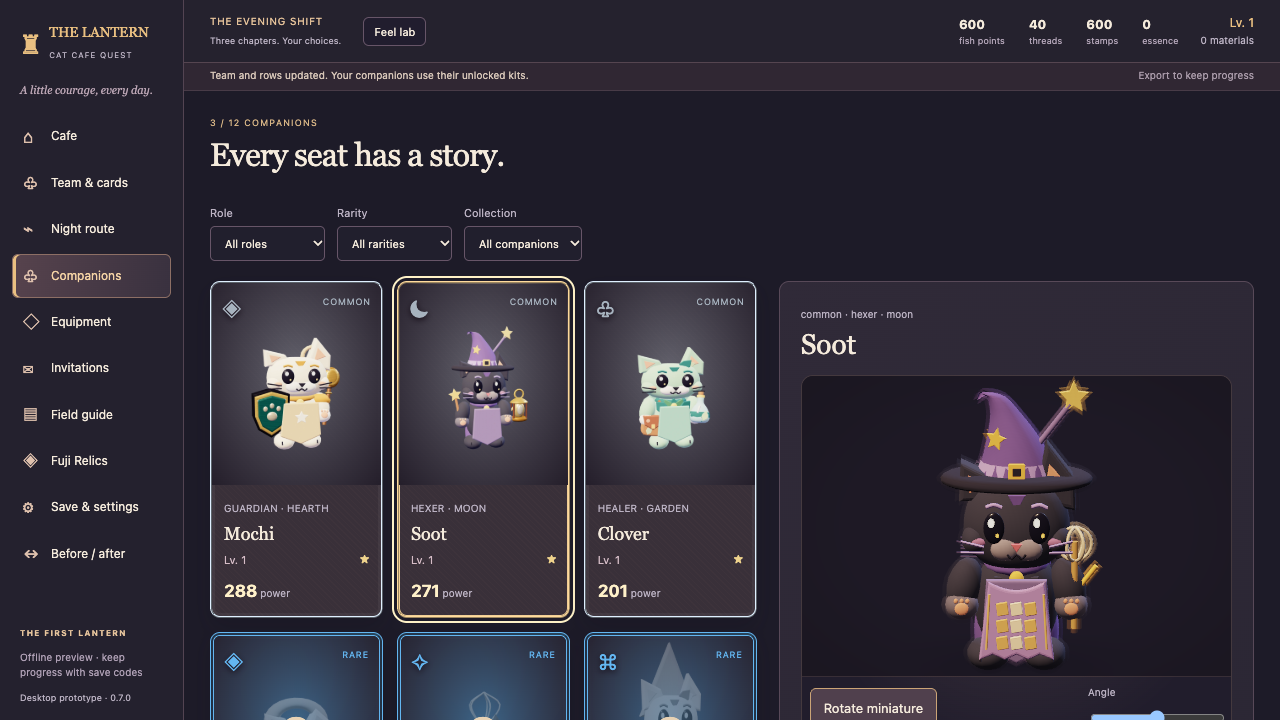 THE LANTERN
CAT CAFE QUEST
A little courage, every day.
Cafe
Team & cards
Night route
Companions
Equipment
Invitations
Field guide
Fuji Relics
Save & settings
Before / after
THE FIRST LANTERN
Offline preview · keep
progress with save codes
Desktop prototype · 0.7.0
THE EVENING SHIFT
Three chapters. Your choices.
Feel lab
600
fish points
40
threads
600
stamps
0
essence
Lv. 1
0 materials
Team and rows updated. Your companions use their unlocked kits.
Export to keep progress
3 / 12 COMPANIONS
Every seat has a story.
Role
Rarity
Collection
All roles
All rarities
All companions
COMMON
GUARDIAN · HEARTH
Mochi
Lv. 1
288 power
COMMON
HEXER · MOON
Soot
Lv. 1
271 power
COMMON
HEALER · GARDEN
Clover
Lv. 1
201 power
RARE
RARE
RARE
common · hexer · moon
Soot
Rotate miniature
Angle